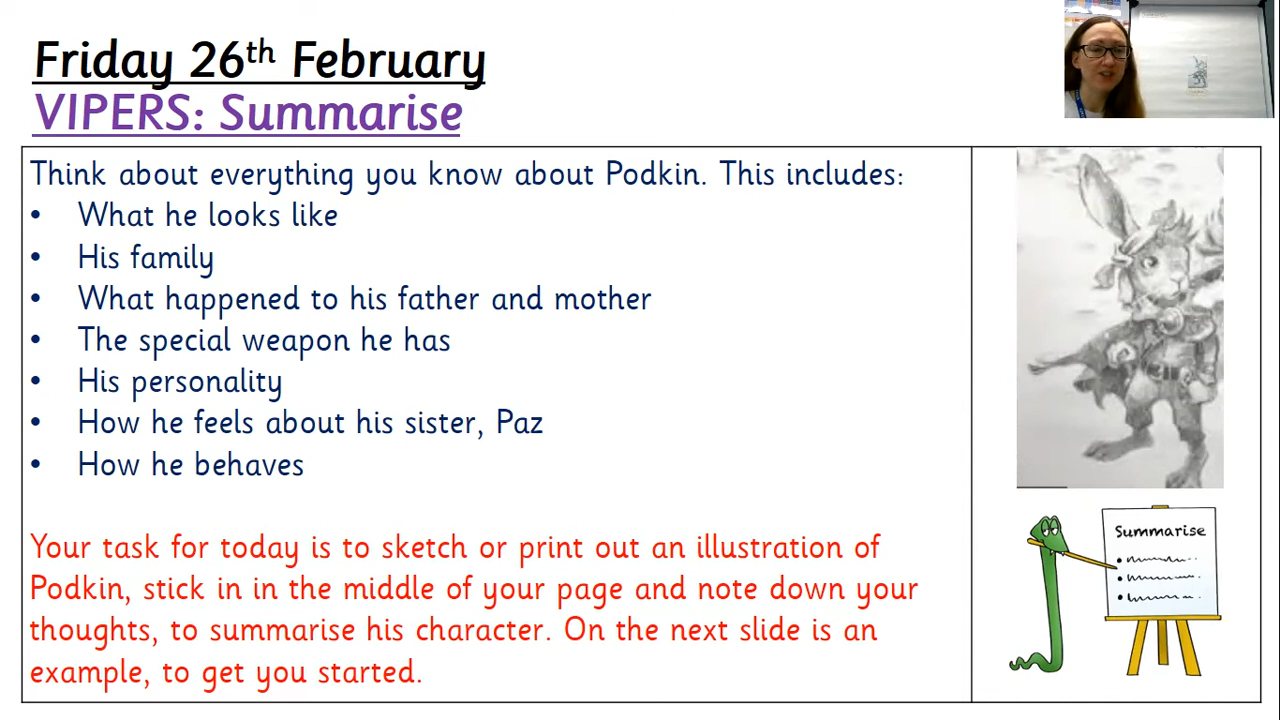 Friday 26th February
VIPERS: Summarise
Think about everything you know about Podkin. This includes:
• What he looks like
• His family
• What happened to his father and mother
• The special weapon he has
• His personality
• How he feels about his sister, Paz
• How he behaves
Your task for today is to sketch or print out an illustration of
Podkin, stick in in the middle of your page and note down your
thoughts, to summarise his character. On the next slide is an
example, to get you started.
Summarise